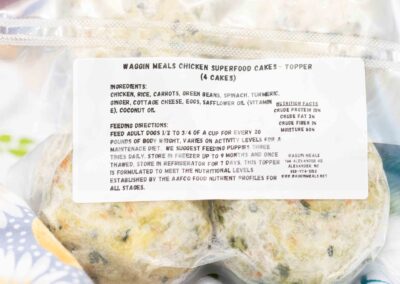 WAGGIN MEALS CHICKEN SUPERFOOD CAKES - TOPPER
(4 CAKES)
INGREDIENTS:
CHICKEN, RICE, CARROTS, GREEN BEANS, SPINACH, TURMERIC,
GINGER, COTTAGE CHEESE, EGGS, SAFFLOWER OIL (VITAMIN
E), COCONUT OIL
FEEDING DIRECTIONS:
FEED ADULT DOGS 1/2 TO 3/4 OF A CUP FOR EVERY 20
POUNDS OF BODY WEIGHT, VARIES ON ACTIVITY LEVELS FOR A
MAINTENACE DIET. WE SUGGEST FEEDING PUPPIES THREE
TIMES DAILY. STORE IN FREEZER UP TO 9 MONTHS AND ONCE
THAWED, STORE IN REFRIGERATOR FOR 7 DAYS. THIS TOPPER
IS FORMULATED TO MEET THE NUTRITIONAL LEVELS
ESTABLISHED BY THE AAFCO FOOD NUTRIENT PROFILES FOR
ALL STAGES.
NUTRITION FACTS
CRUDE PROTEIN
CRUDE FAT
CRUDE FIBER
MOISTURE
WAGGIN MEALS
WWW.WAGGINMEALS.NET